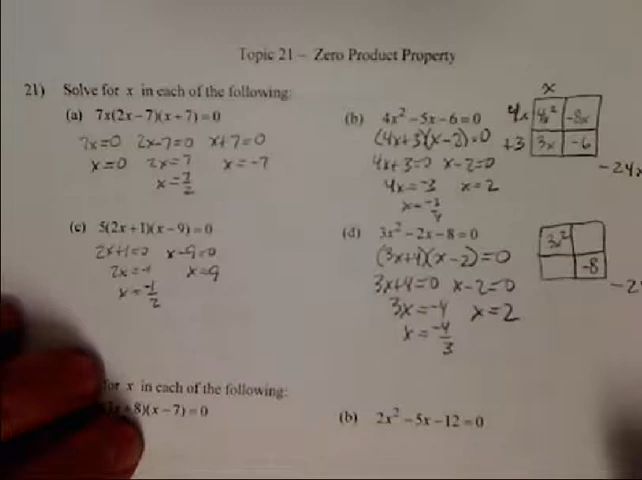 Topic 21 – Zero Product Property
21) Solve for x in each of the following:
(a) 7x(2x − 7)(x + 7) = 0
7x=0 2x-7=0 x+7=0
x=0 2x=7 x=-7
x=7/2
(b) 4x² − 5x − 6 = 0
(4x+3)(x-2)=0
4x+3=0 x-2=0
4x=-3 x=2
x=-3/4
x
4x 4x² -8x
+3 3x -6
-24x
(c) 5(2x + 1)(x − 9) = 0
2x+1=0 x-9=0
2x=-1 x=9
x=-1/2
(d) 3x² − 2x − 8 = 0
(3x+4)(x-2)=0
3x+4=0 x-2=0
3x=-4 x=2
x=-4/3
3x²
-8
for x in each of the following:
+ 8)(x − 7) = 0
(b) 2x² − 5x − 12 = 0